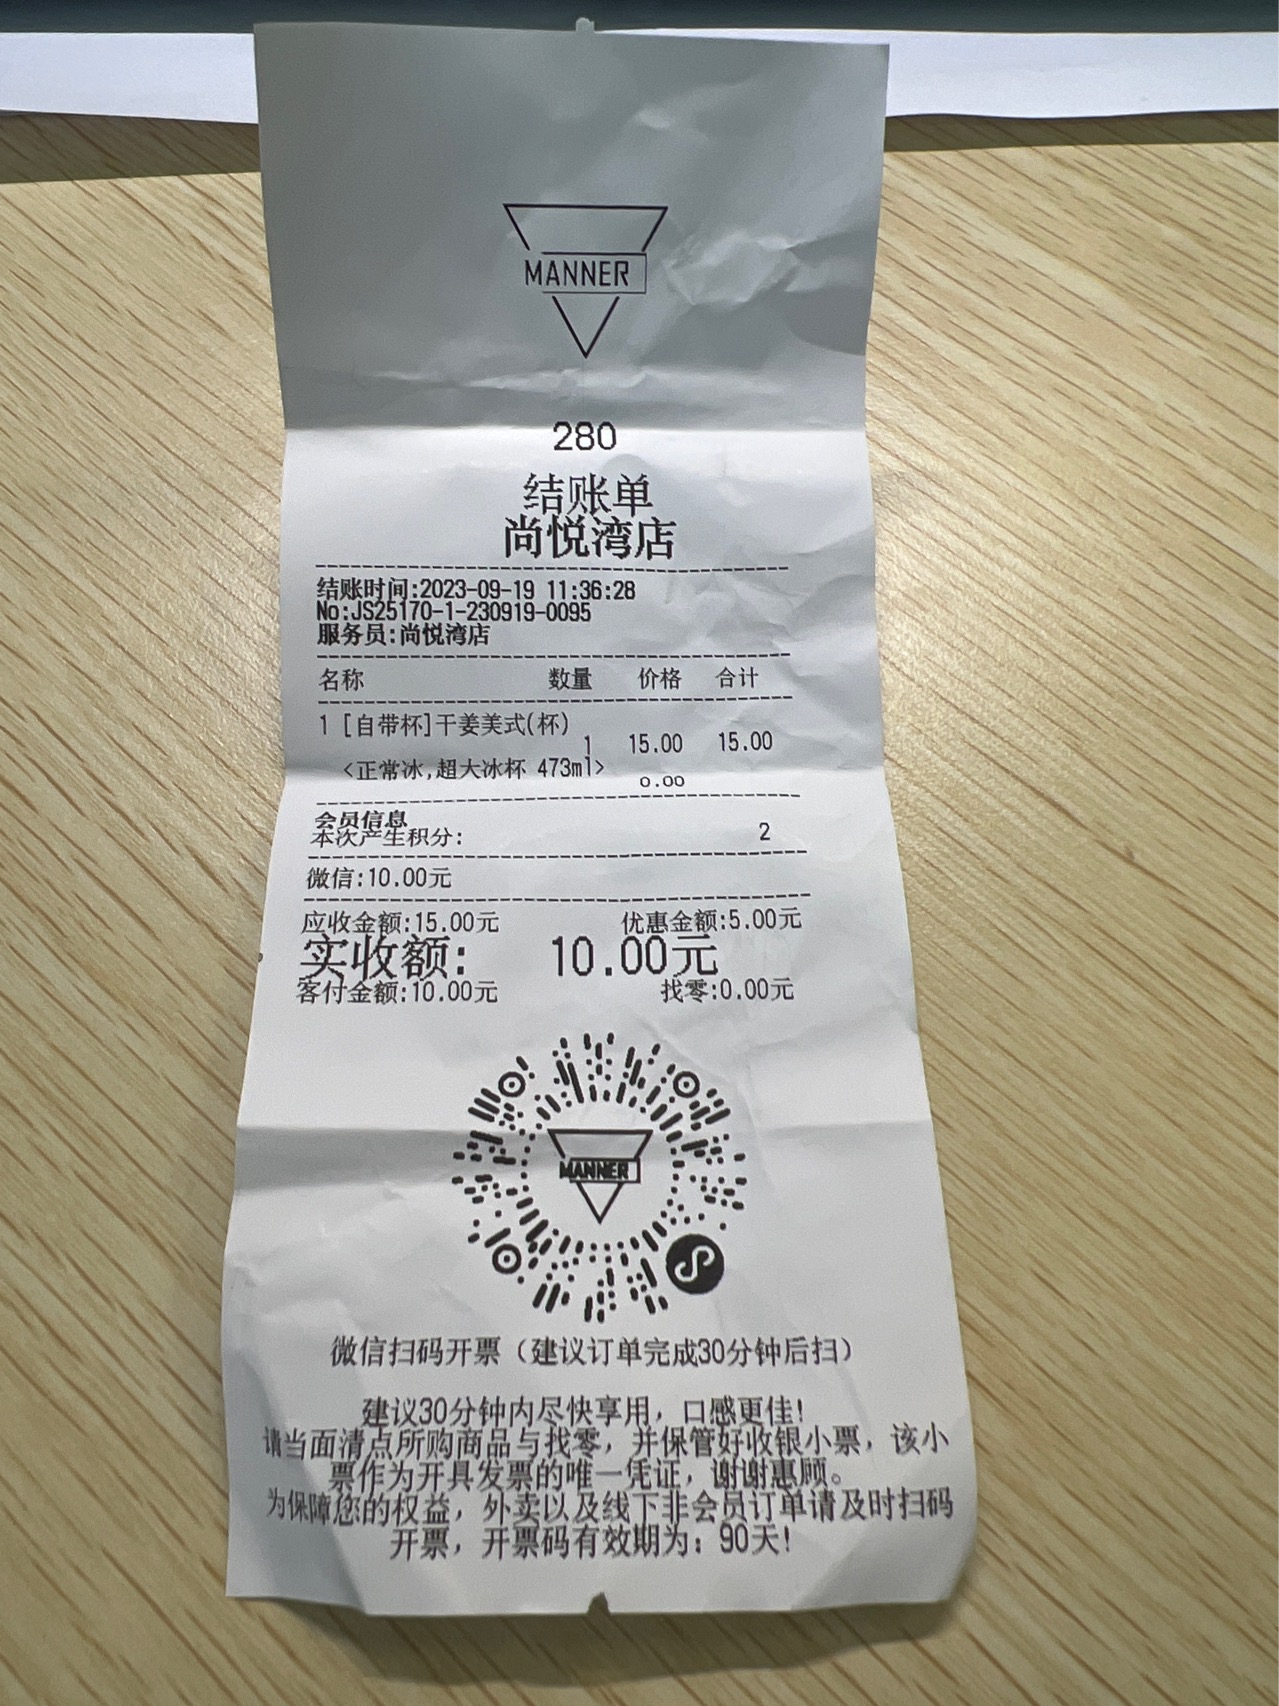 MANNER
280
结账单
尚悦湾店
结账时间:2023-09-19 11:36:28
No:JS25170-1-230919-0095
服务员:尚悦湾店
名称 数量 价格 合计
1 [自带杯]干姜美式(杯)
1 15.00 15.00
<正常冰,超大冰杯 473ml>
0.00
会员信息
本次产生积分: 2
微信:10.00元
应收金额:15.00元 优惠金额:5.00元
实收额: 10.00元
客付金额:10.00元 找零:0.00元
MANNER
微信扫码开票（建议订单完成30分钟后扫）
建议30分钟内尽快享用，口感更佳！
请当面清点所购商品与找零，并保管好收银小票，该小
票作为开具发票的唯一凭证，谢谢惠顾。
为保障您的权益，外卖以及线下非会员订单请及时扫码
开票，开票码有效期为：90天！